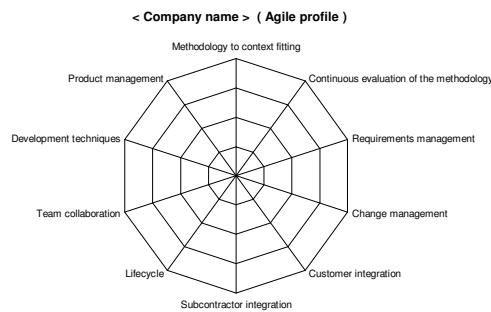 < Company name > ( Agile profile )
Methodology to context fitting
Product management
Continuous evaluation of the methodology
Development techniques
Requirements management
Team collaboration
Change management
Lifecycle
Customer integration
Subcontractor integration